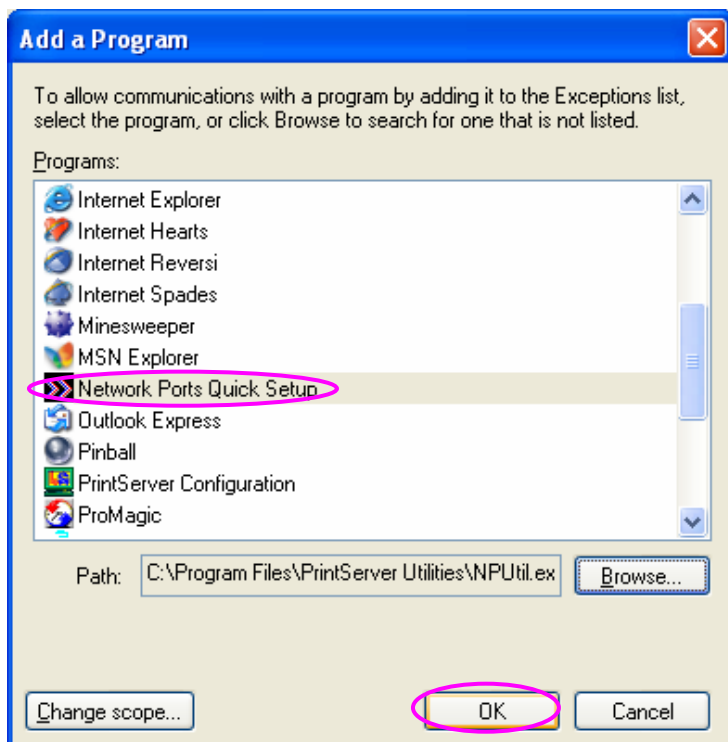 Add a Program
To allow communications with a program by adding it to the Exceptions list,
select the program, or click Browse to search for one that is not listed.
Programs:
Internet Explorer
Internet Hearts
Internet Reversi
Internet Spades
Minesweeper
MSN Explorer
Network Ports Quick Setup
Outlook Express
Pinball
PrintServer Configuration
ProMagic
Path: C:\Program Files\PrintServer Utilities\NPUtil.ex Browse...
Change scope... OK Cancel